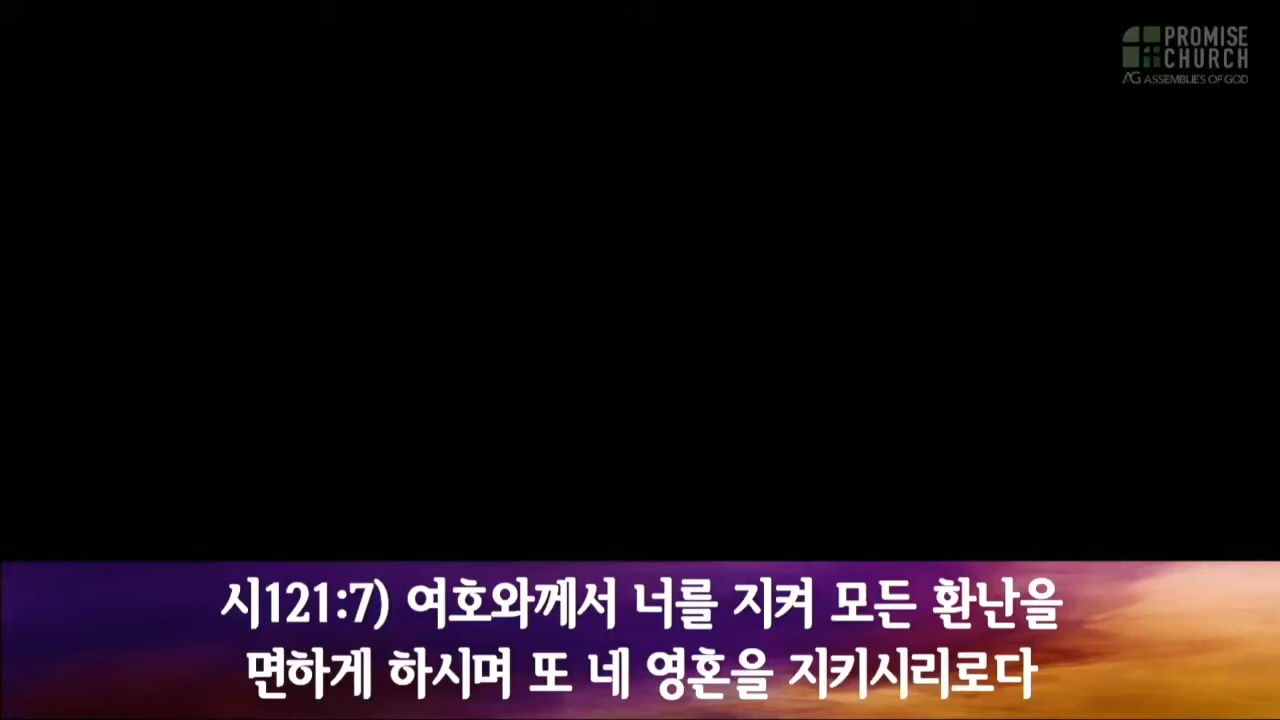 PROMISE
CHURCH
AG ASSEMBLIES OF GOD
시121:7) 여호와께서 너를 지켜 모든 환난을
면하게 하시며 또 네 영혼을 지키시리로다